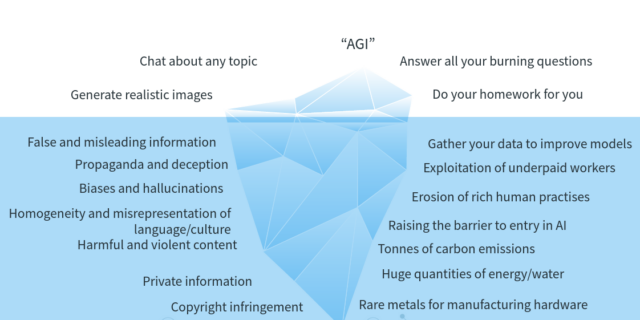 “AGI”
Chat about any topic
Answer all your burning questions
Generate realistic images
Do your homework for you
False and misleading information
Gather your data to improve models
Propaganda and deception
Exploitation of underpaid workers
Biases and hallucinations
Erosion of rich human practises
Homogeneity and misrepresentation of
language/culture
Raising the barrier to entry in AI
Harmful and violent content
Tonnes of carbon emissions
Private information
Huge quantities of energy/water
Copyright infringement
Rare metals for manufacturing hardware